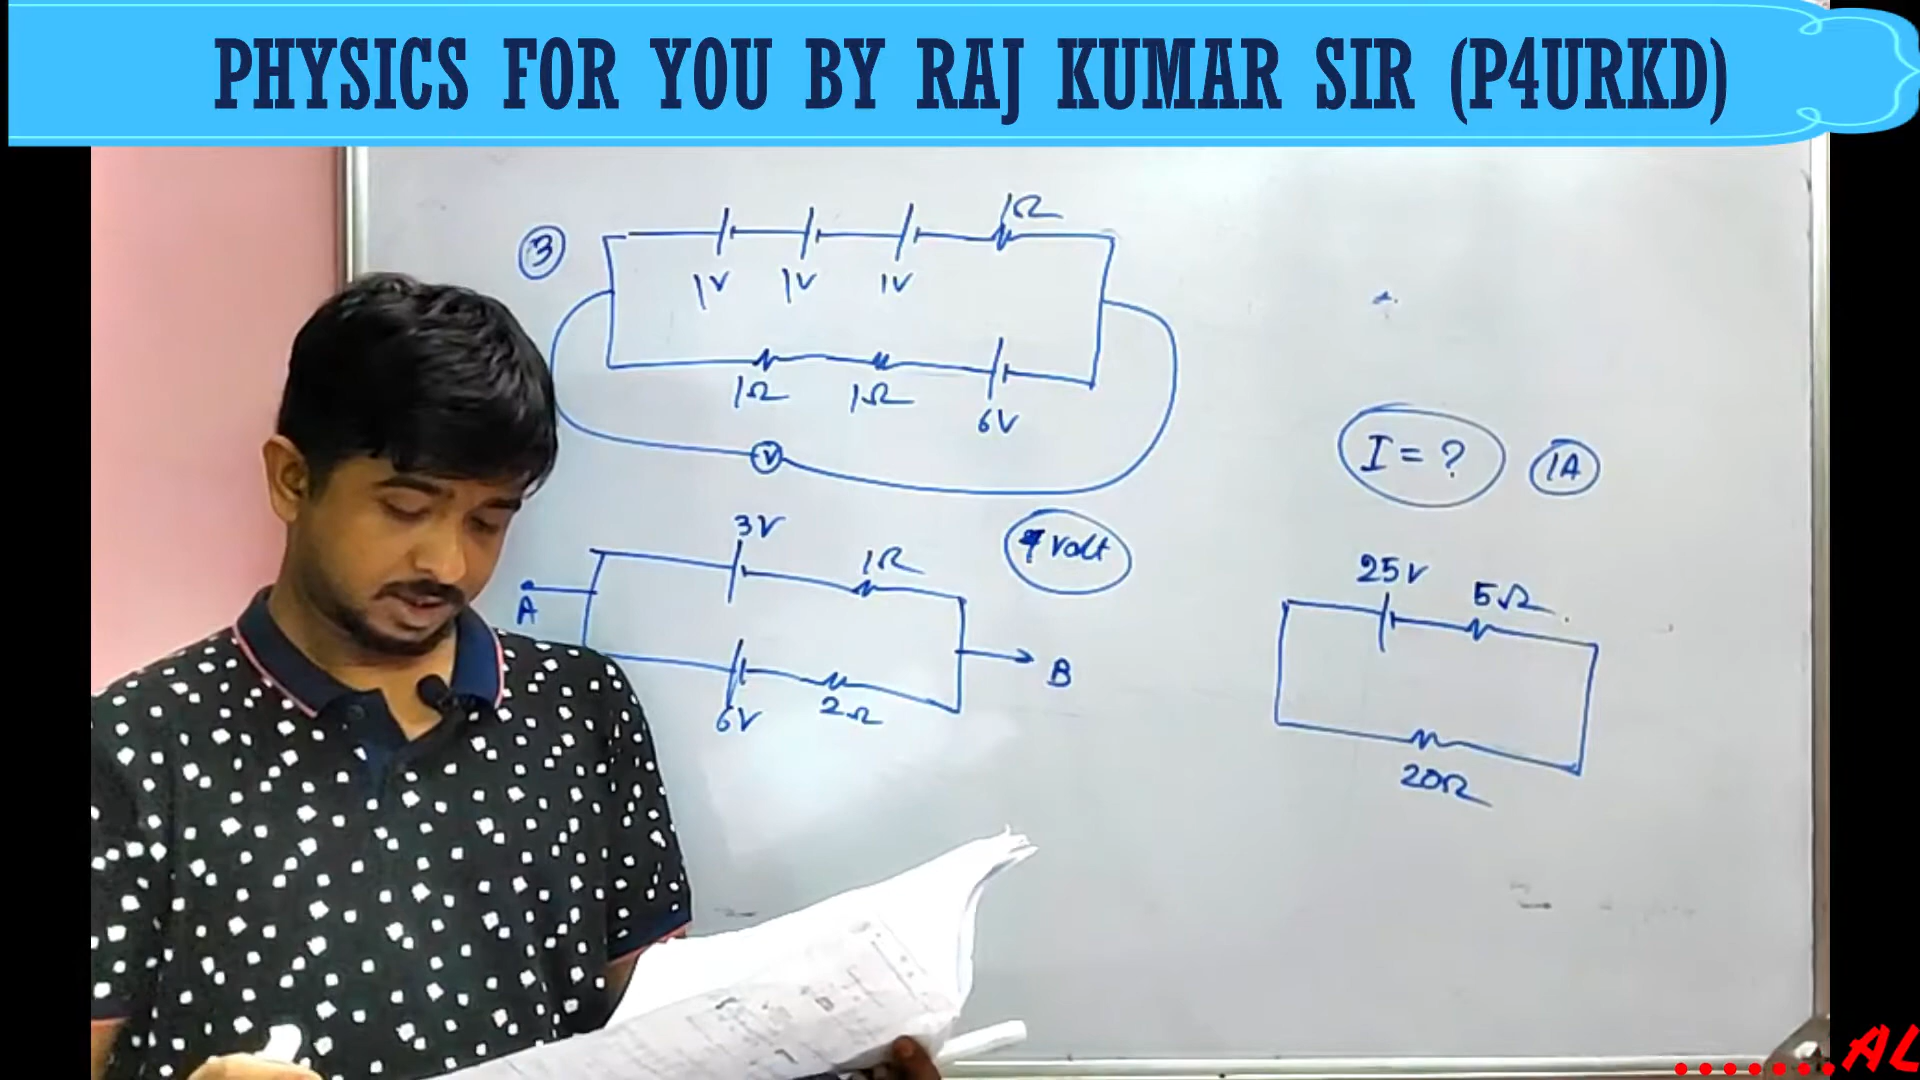 PHYSICS FOR YOU BY RAJ KUMAR SIR (P4URKD)
3
1Ω
1V 1V 1V
1Ω 1Ω 6V
V
I = ? 1A
3V 1Ω volt
A
B
6V 2Ω
25V 5Ω
20Ω
AL